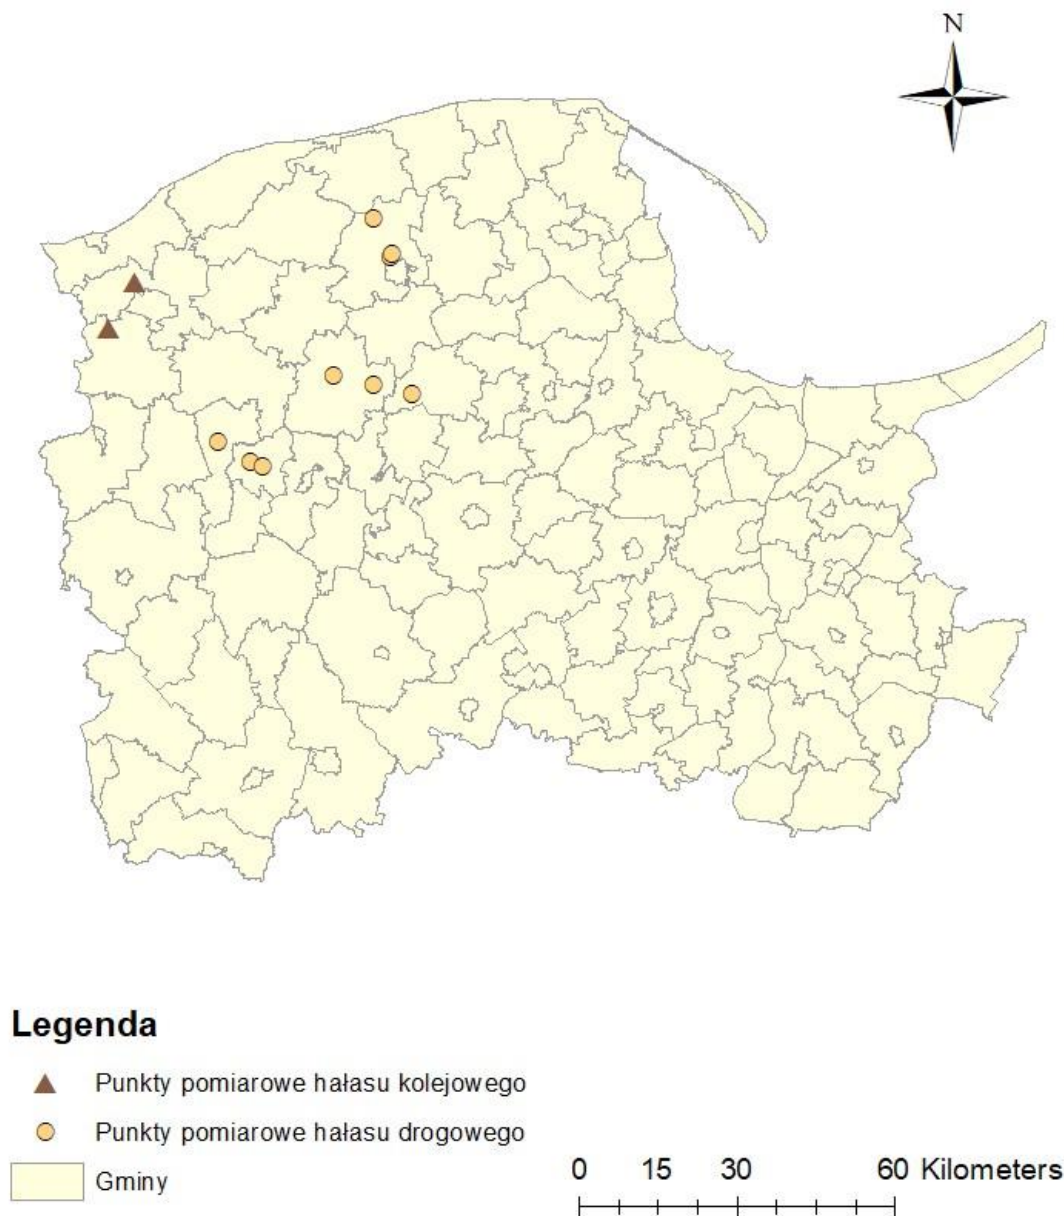 N
Legenda
Punkty pomiarowe hałasu kolejowego
Punkty pomiarowe hałasu drogowego
Gminy
0 15 30 60 Kilometers